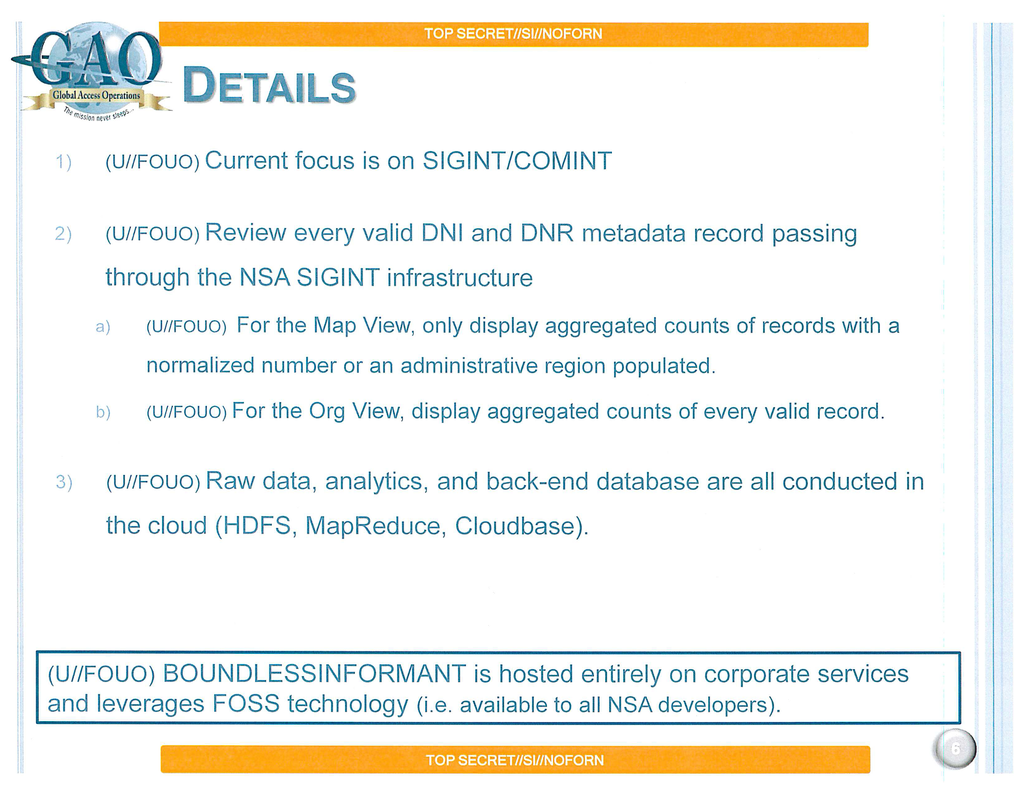 TOP SECRET//SI//NOFORN
GAO
Global Access Operations
The mission never sleeps...
DETAILS
1) (U//FOUO) Current focus is on SIGINT/COMINT
2) (U//FOUO) Review every valid DNI and DNR metadata record passing
through the NSA SIGINT infrastructure
a) (U//FOUO) For the Map View, only display aggregated counts of records with a
normalized number or an administrative region populated.
b) (U//FOUO) For the Org View, display aggregated counts of every valid record.
3) (U//FOUO) Raw data, analytics, and back-end database are all conducted in
the cloud (HDFS, MapReduce, Cloudbase).
(U//FOUO) BOUNDLESSINFORMANT is hosted entirely on corporate services
and leverages FOSS technology (i.e. available to all NSA developers).
TOP SECRET//SI//NOFORN
6